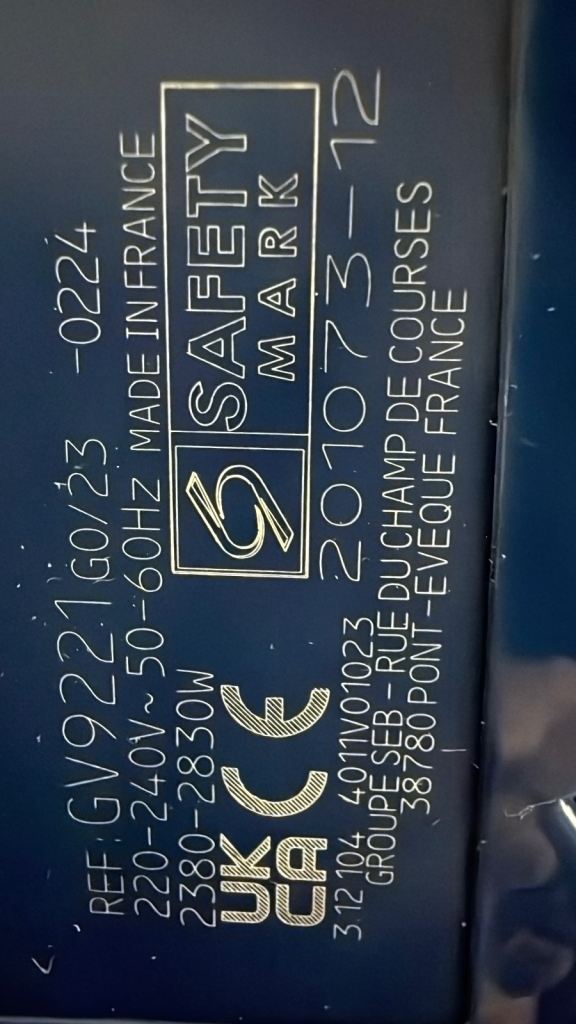 REF: GV9221G0/23 -0224
220-240V~ 50-60HZ MADE IN FRANCE
2380-2830W
UK
CA
CE
S
SAFETY
MARK
201073-12
3.12 104 4011V01023
GROUPE SEB - RUE DU CHAMP DE COURSES
38780 PONT-EVEQUE FRANCE